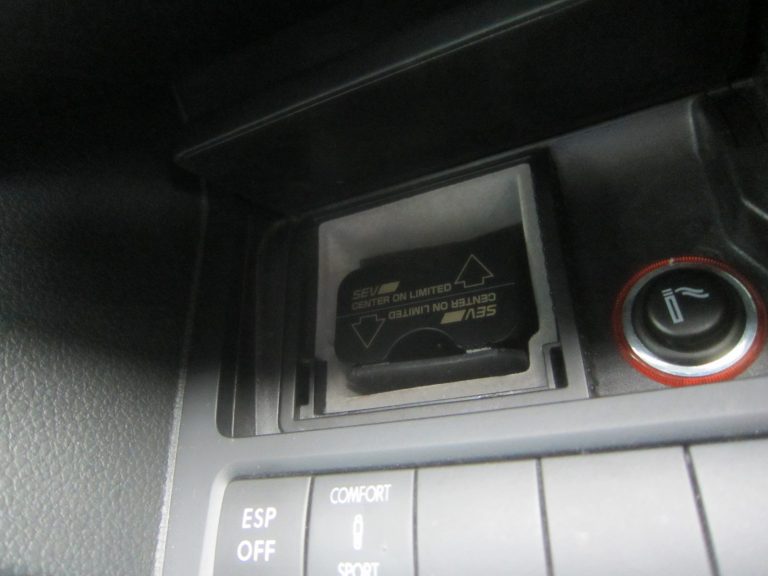 SEV
CENTER ON LIMITED
SEV
CENTER ON LIMITED
ESP
OFF
COMFORT
SPORT